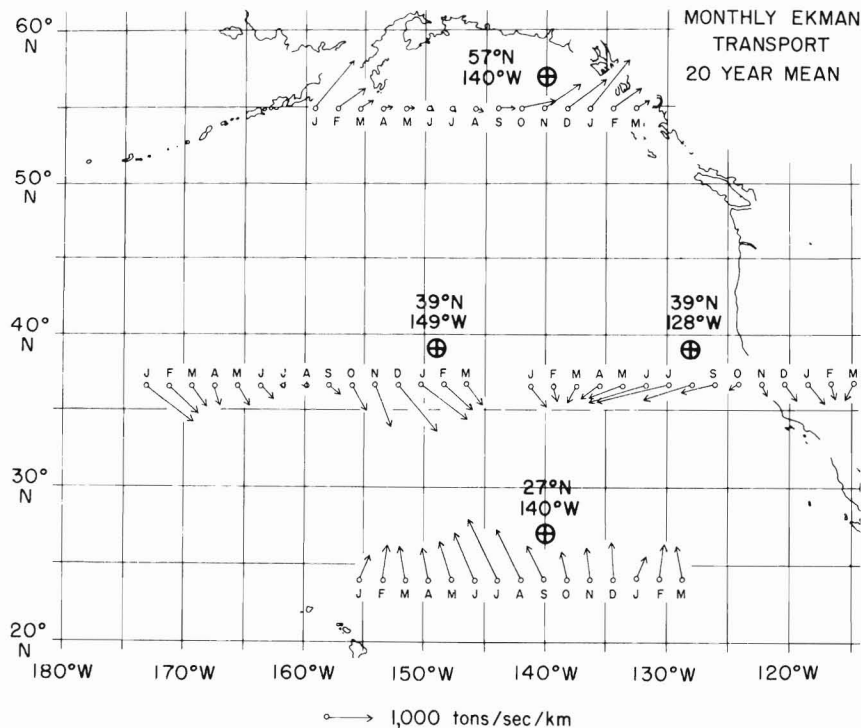 MONTHLY EKMAN
TRANSPORT
20 YEAR MEAN
60°
N
57°N
140°W
J F M A M J J A S O N D J F M
50°
N
39°N
149°W
39°N
128°W
40°
N
J F M A M J J A S O N D J F M
J F M A M J J S O N D J F M
30°
N
27°N
140°W
J F M A M J J A S O N D J F M
20°
N
180°W 170°W 160°W 150°W 140°W 130°W 120°W
1,000 tons/sec/km